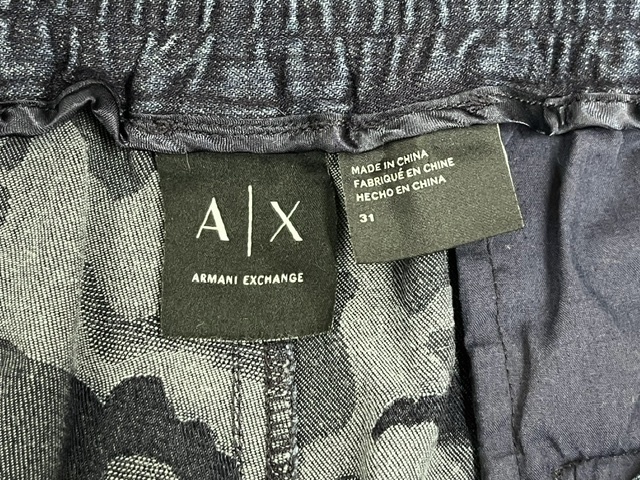 A|X
ARMANI EXCHANGE
MADE IN CHINA
FABRIQUÉ EN CHINE
HECHO EN CHINA
31